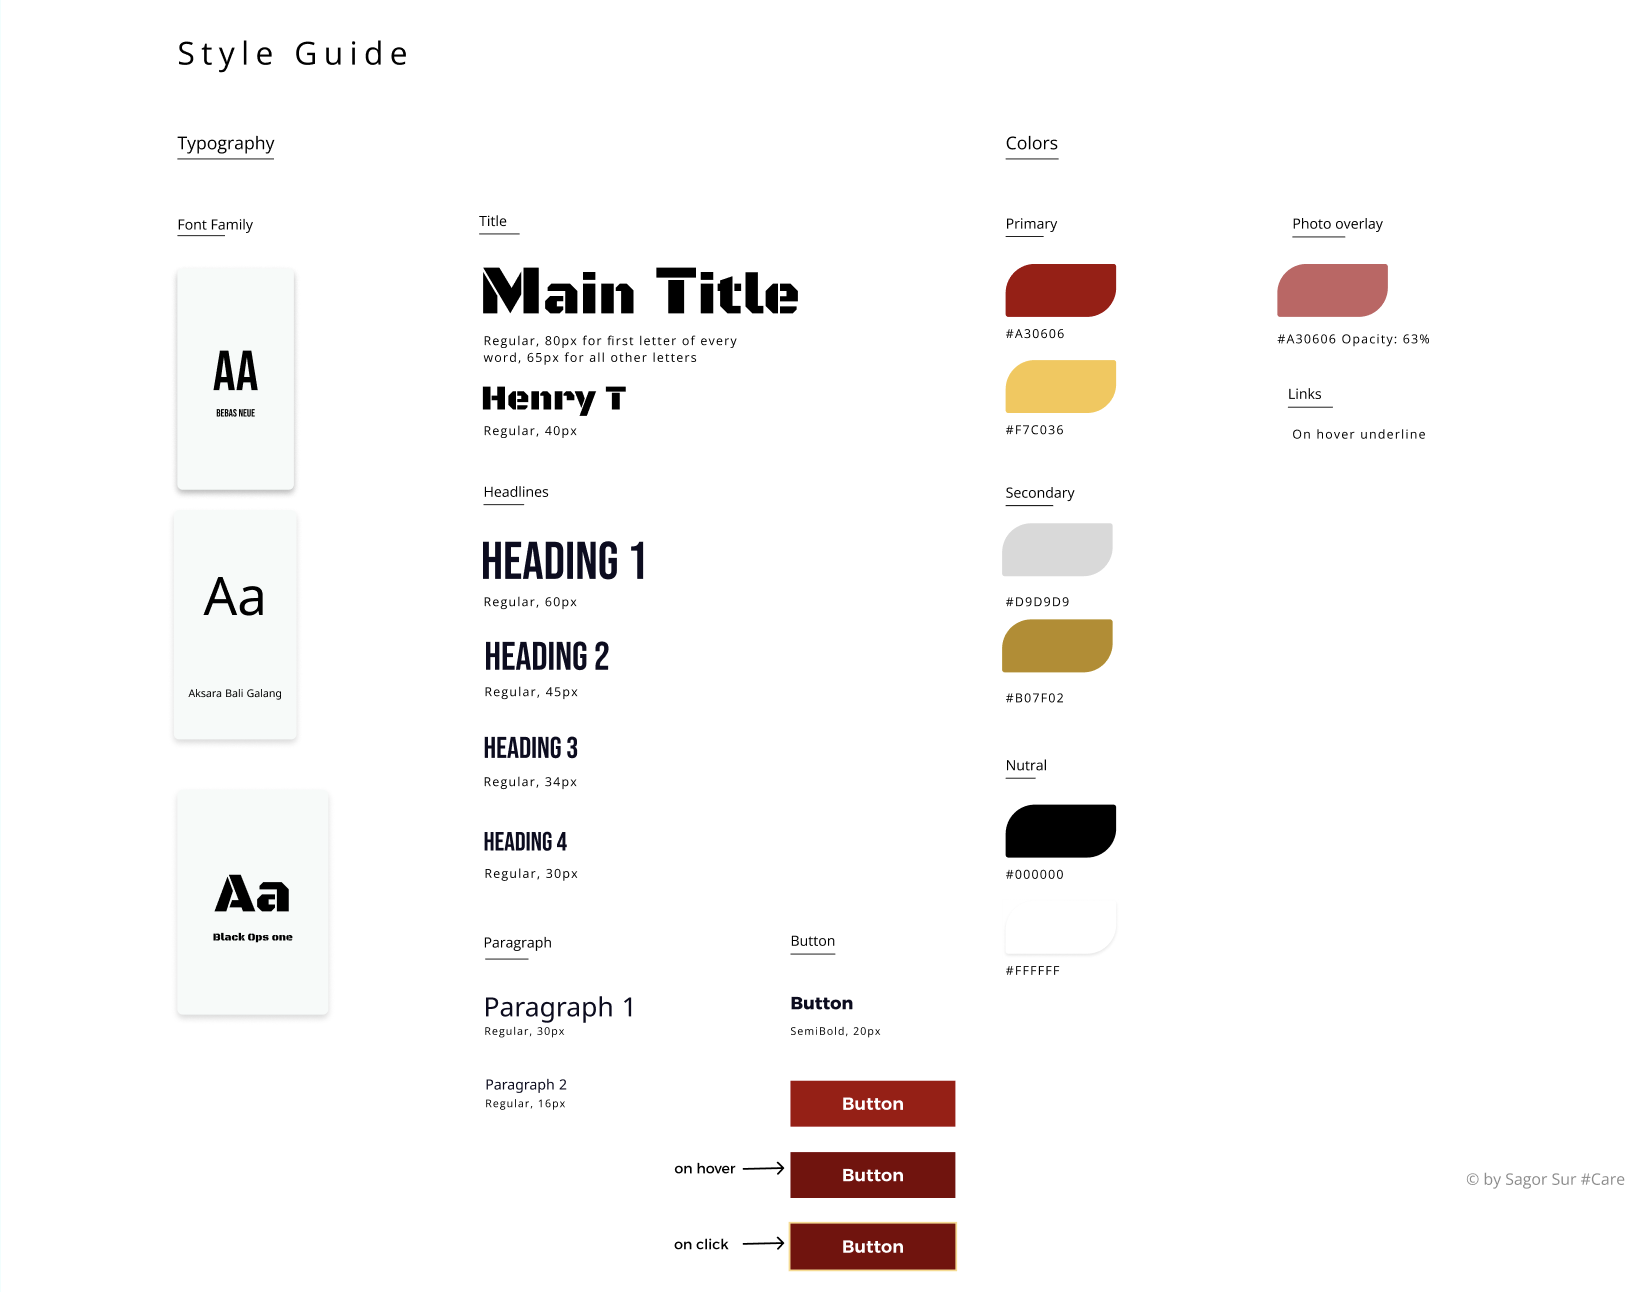 Style Guide
Typography
Font Family
AA
BEBAS NEUE
Aa
Aksara Bali Galang
Aa
Black Ops one
Title
Main Title
Regular, 80px for first letter of every
word, 65px for all other letters
Henry T
Regular, 40px
Headlines
HEADING 1
Regular, 60px
HEADING 2
Regular, 45px
HEADING 3
Regular, 34px
HEADING 4
Regular, 30px
Paragraph
Paragraph 1
Regular, 30px
Paragraph 2
Regular, 16px
Button
Button
SemiBold, 20px
Button
on hover
Button
on click
Button
Colors
Primary
#A30606
#F7C036
Secondary
#D9D9D9
#B07F02
Nutral
#000000
#FFFFFF
Photo overlay
#A30606 Opacity: 63%
Links
On hover underline
© by Sagor Sur #Care